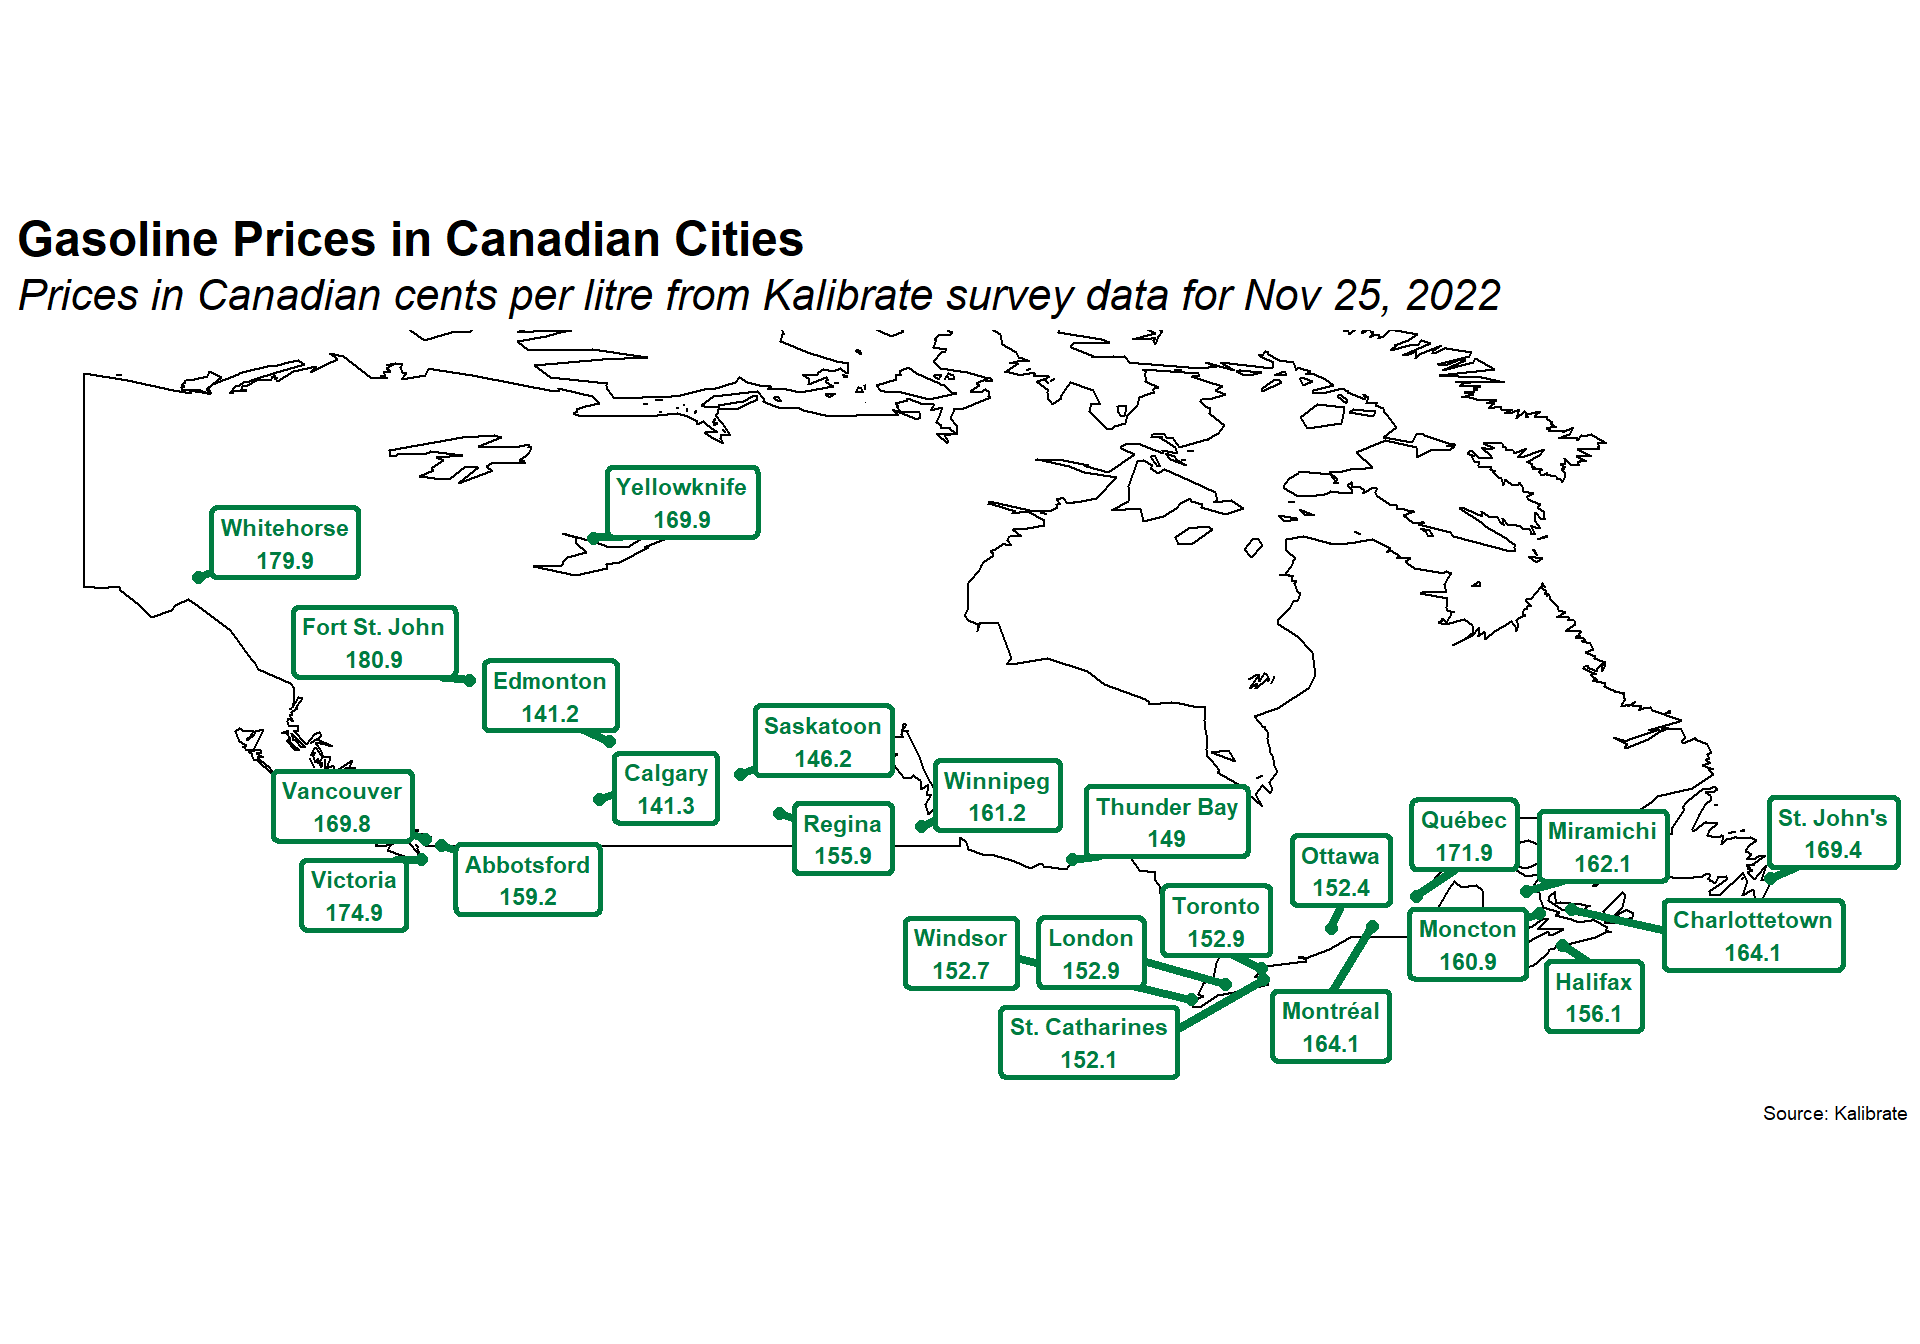 Gasoline Prices in Canadian Cities
Prices in Canadian cents per litre from Kalibrate survey data for Nov 25, 2022
Yellowknife
169.9
Whitehorse
179.9
Fort St. John
180.9
Edmonton
141.2
Saskatoon
146.2
Calgary
141.3
Winnipeg
161.2
Vancouver
169.8
Regina
155.9
Thunder Bay
149
Québec
171.9
Miramichi
162.1
St. John's
169.4
Victoria
174.9
Abbotsford
159.2
Ottawa
152.4
Toronto
152.9
Windsor
152.7
London
152.9
Moncton
160.9
Charlottetown
164.1
Halifax
156.1
St. Catharines
152.1
Montréal
164.1
Source: Kalibrate